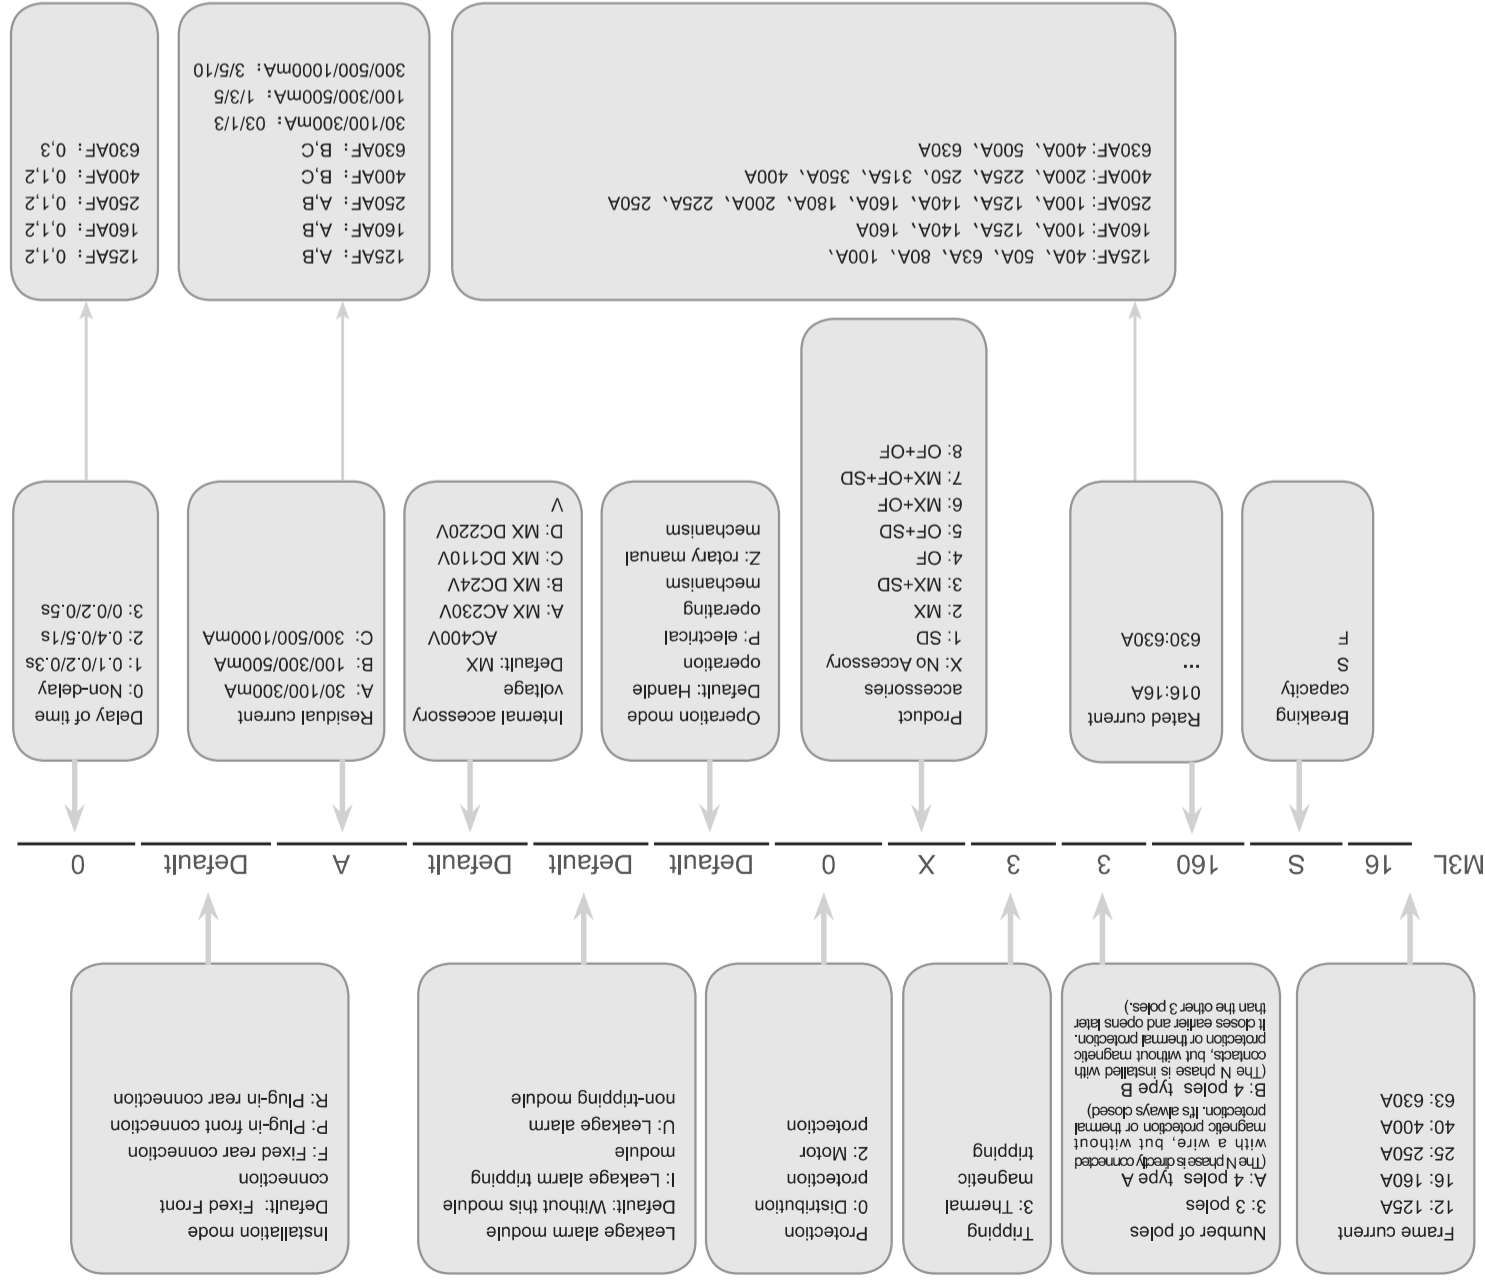 Frame current
12: 125A
16: 160A
25: 250A
40: 400A
63: 630A
Number of poles
3: 3 poles
A: 4 poles type A
(The N phase is directly connected
with a wire, but without
magnetic protection or thermal
protection. It's always closed)
B: 4 poles type B
(The N phase is installed with
contacts, but without magnetic
protection or thermal protection.
It closes earlier and opens later
than the other 3 poles.)
Tripping
3: Thermal
magnetic
tripping
Protection
0: Distribution
protection
2: Motor
protection
Leakage alarm module
Default: Without this module
I: Leakage alarm tripping
module
U: Leakage alarm
non-tripping module
Installation mode
Default: Fixed Front
connection
F: Fixed rear connection
P: Plug-in front connection
R: Plug-in rear connection
M3L 16 S 160 3 3 X 0 Default Default Default A Default 0
Breaking
capacity
S
F
Rated current
016:16A
...
630:630A
Product
accessories
X: No Accessory
1: SD
2: MX
3: MX+SD
4: OF
5: OF+SD
6: MX+OF
7: MX+OF+SD
8: OF+OF
Operation mode
Default: Handle
operation
P: electrical
operating
mechanism
Z: rotary manual
mechanism
Internal accessory
voltage
Default: MX
AC400V
A: MX AC230V
B: MX DC24V
C: MX DC110V
D: MX DC220V
V
Residual current
A: 30/100/300mA
B: 100/300/500mA
C: 300/500/1000mA
Delay of time
0: Non-delay
1: 0.1/0.2/0.3s
2: 0.4/0.5/1s
3: 0/0.2/0.5s
125AF: 40A、50A、63A、80A、100A、
160AF: 100A、125A、140A、160A
250AF: 100A、125A、140A、160A、180A、200A、225A、250A
400AF: 200A、225A、250、315A、350A、400A
630AF: 400A、500A、630A
125AF: A,B
160AF: A,B
250AF: A,B
400AF: B,C
630AF: B,C
30/100/300mA: 03/1/3
100/300/500mA: 1/3/5
300/500/1000mA: 3/5/10
125AF: 0,1,2
160AF: 0,1,2
250AF: 0,1,2
400AF: 0,1,2
630AF: 0,3